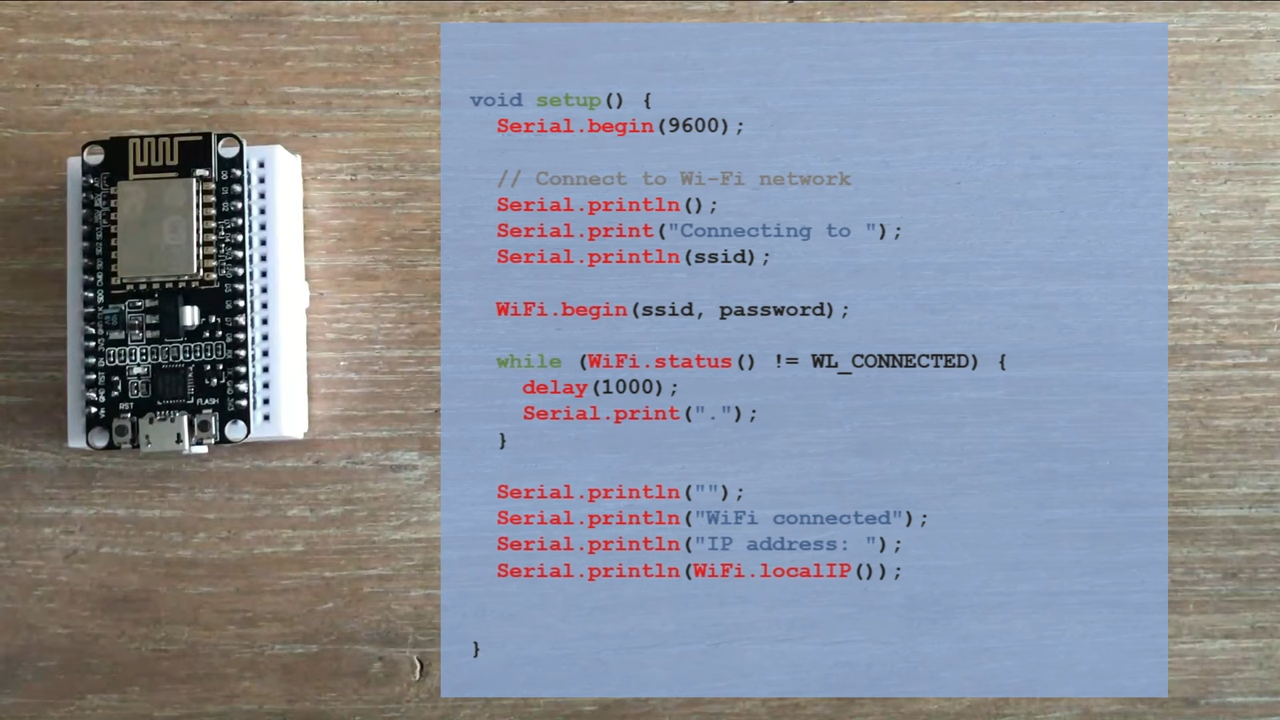 void setup() {
Serial.begin(9600);
// Connect to Wi-Fi network
Serial.println();
Serial.print("Connecting to ");
Serial.println(ssid);
WiFi.begin(ssid, password);
while (WiFi.status() != WL_CONNECTED) {
delay(1000);
Serial.print(".");
}
Serial.println("");
Serial.println("WiFi connected");
Serial.println("IP address: ");
Serial.println(WiFi.localIP());
}
RST
FLASH